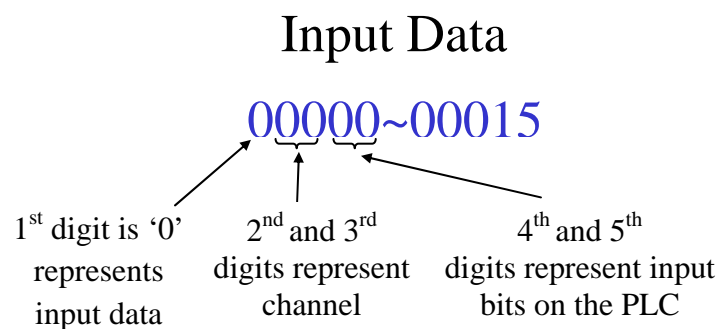 Input Data
00000~00015
1st digit is ‘0’
represents
input data
2nd and 3rd
digits represent
channel
4th and 5th
digits represent input
bits on the PLC